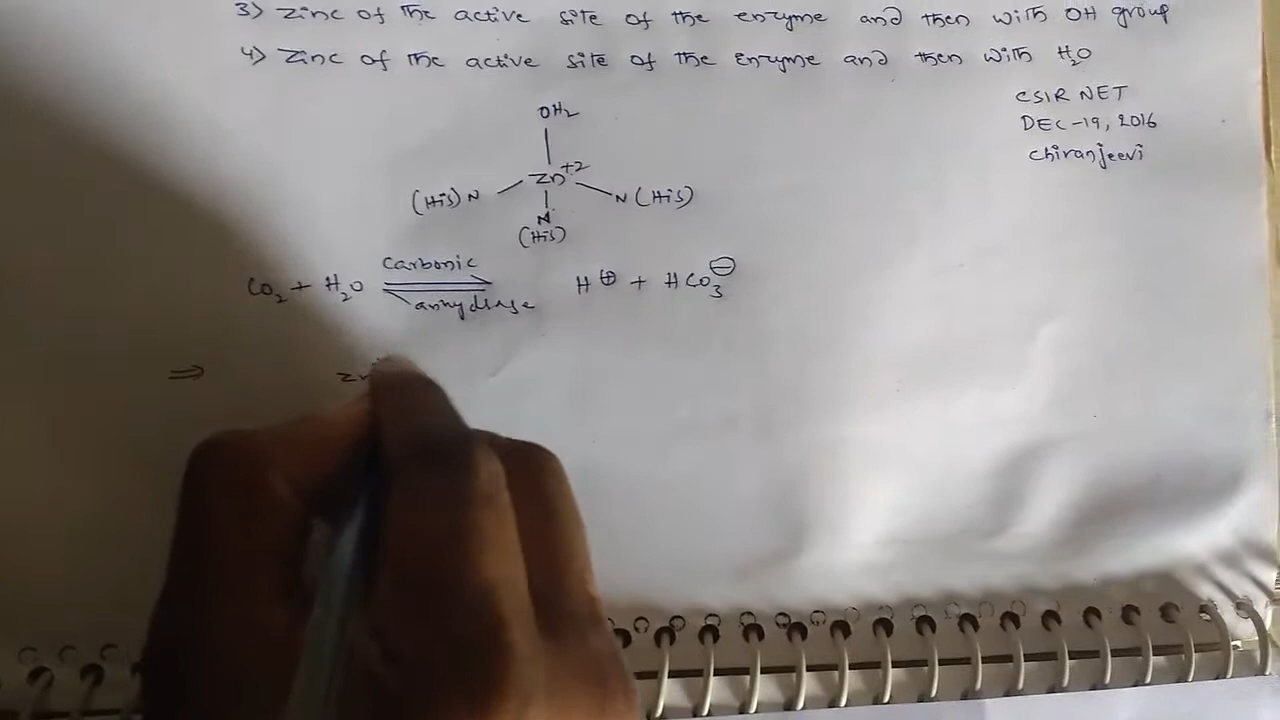 3) Zinc of the active site of the enzyme and then with OH group
4) Zinc of the active site of the enzyme and then with H₂O
CSIR NET
DEC-19, 2016
Chiranjeevi
OH₂
Zn⁺²
(His) N
N (His)
N
(His)
CO₂ + H₂O ⇌ H⊕ + HCO₃⊖
Carbonic
anhydrase
⇒